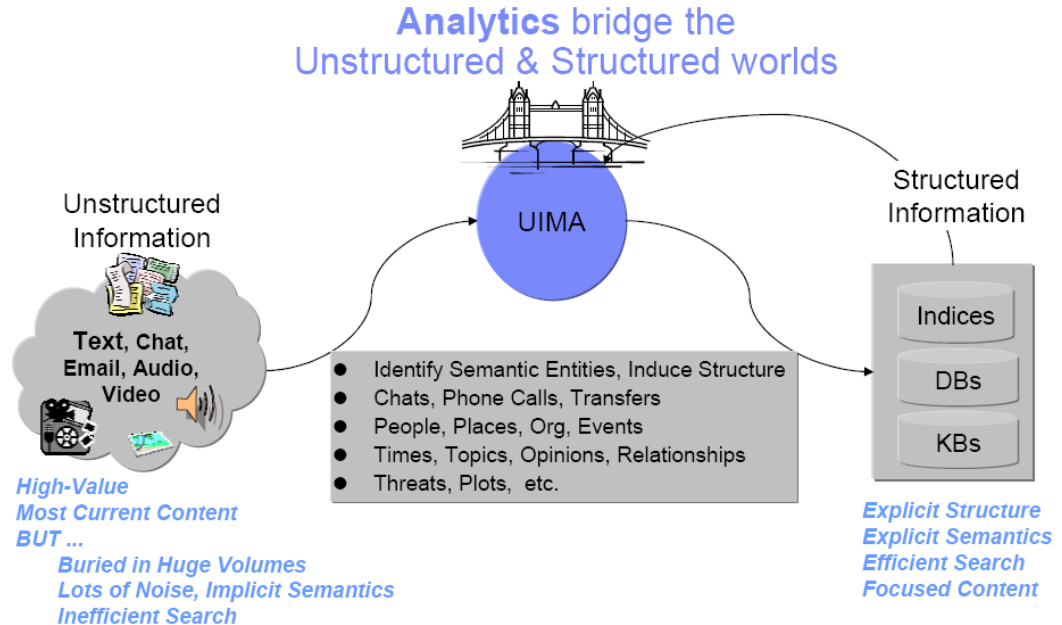 Analytics bridge the
Unstructured & Structured worlds
Unstructured
Information
Text, Chat,
Email, Audio,
Video
High-Value
Most Current Content
BUT ...
Buried in Huge Volumes
Lots of Noise, Implicit Semantics
Inefficient Search
UIMA
● Identify Semantic Entities, Induce Structure
● Chats, Phone Calls, Transfers
● People, Places, Org, Events
● Times, Topics, Opinions, Relationships
● Threats, Plots, etc.
Structured
Information
Indices
DBs
KBs
Explicit Structure
Explicit Semantics
Efficient Search
Focused Content